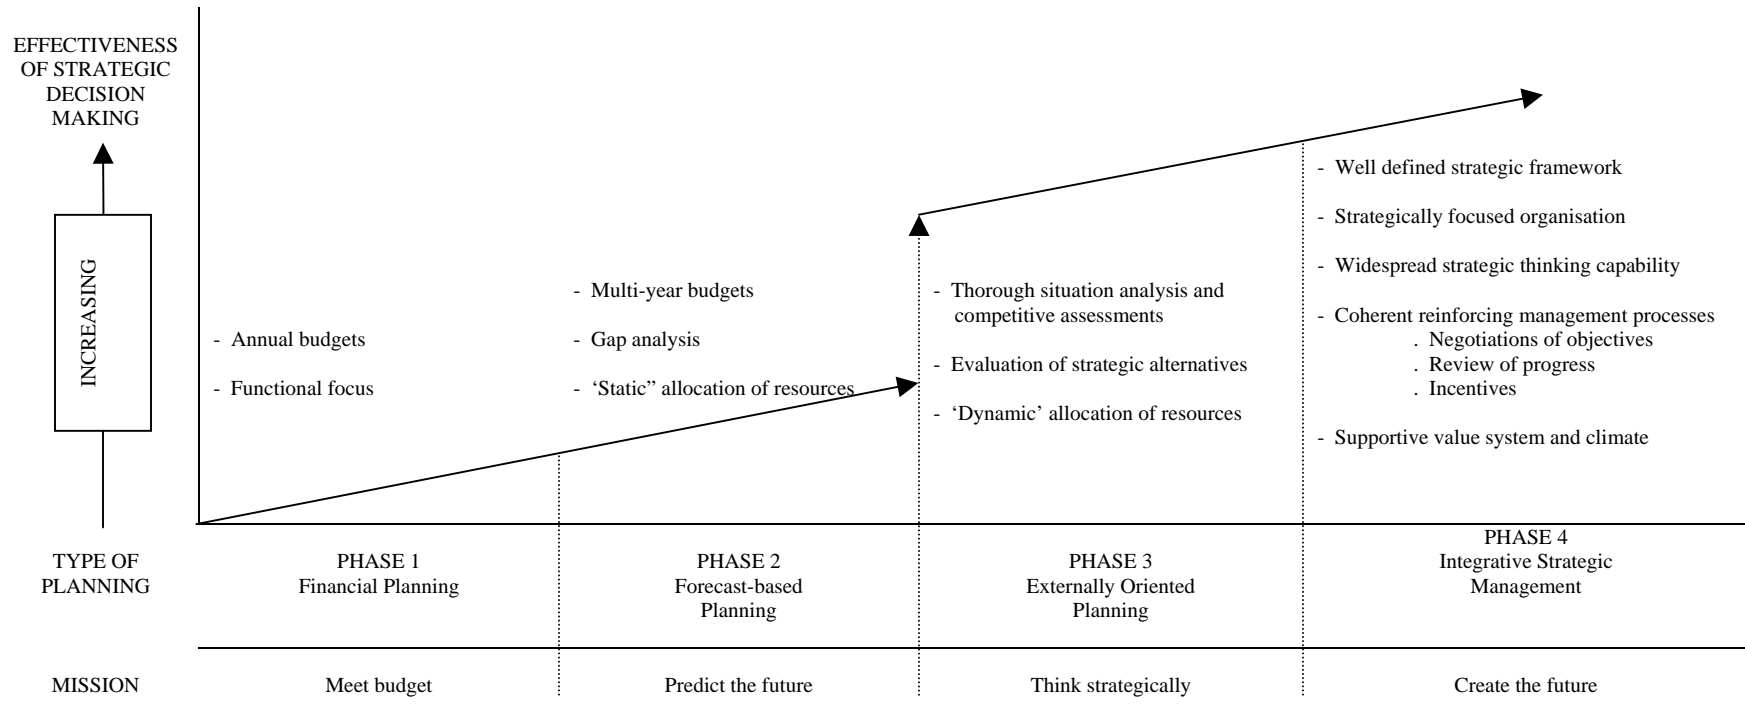 EFFECTIVENESS
OF STRATEGIC
DECISION
MAKING
INCREASING
- Annual budgets
- Functional focus
- Multi-year budgets
- Gap analysis
- ‘Static” allocation of resources
- Thorough situation analysis and
competitive assessments
- Evaluation of strategic alternatives
- ‘Dynamic’ allocation of resources
- Well defined strategic framework
- Strategically focused organisation
- Widespread strategic thinking capability
- Coherent reinforcing management processes
. Negotiations of objectives
. Review of progress
. Incentives
- Supportive value system and climate
TYPE OF
PLANNING
PHASE 1
Financial Planning
PHASE 2
Forecast-based
Planning
PHASE 3
Externally Oriented
Planning
PHASE 4
Integrative Strategic
Management
MISSION
Meet budget
Predict the future
Think strategically
Create the future